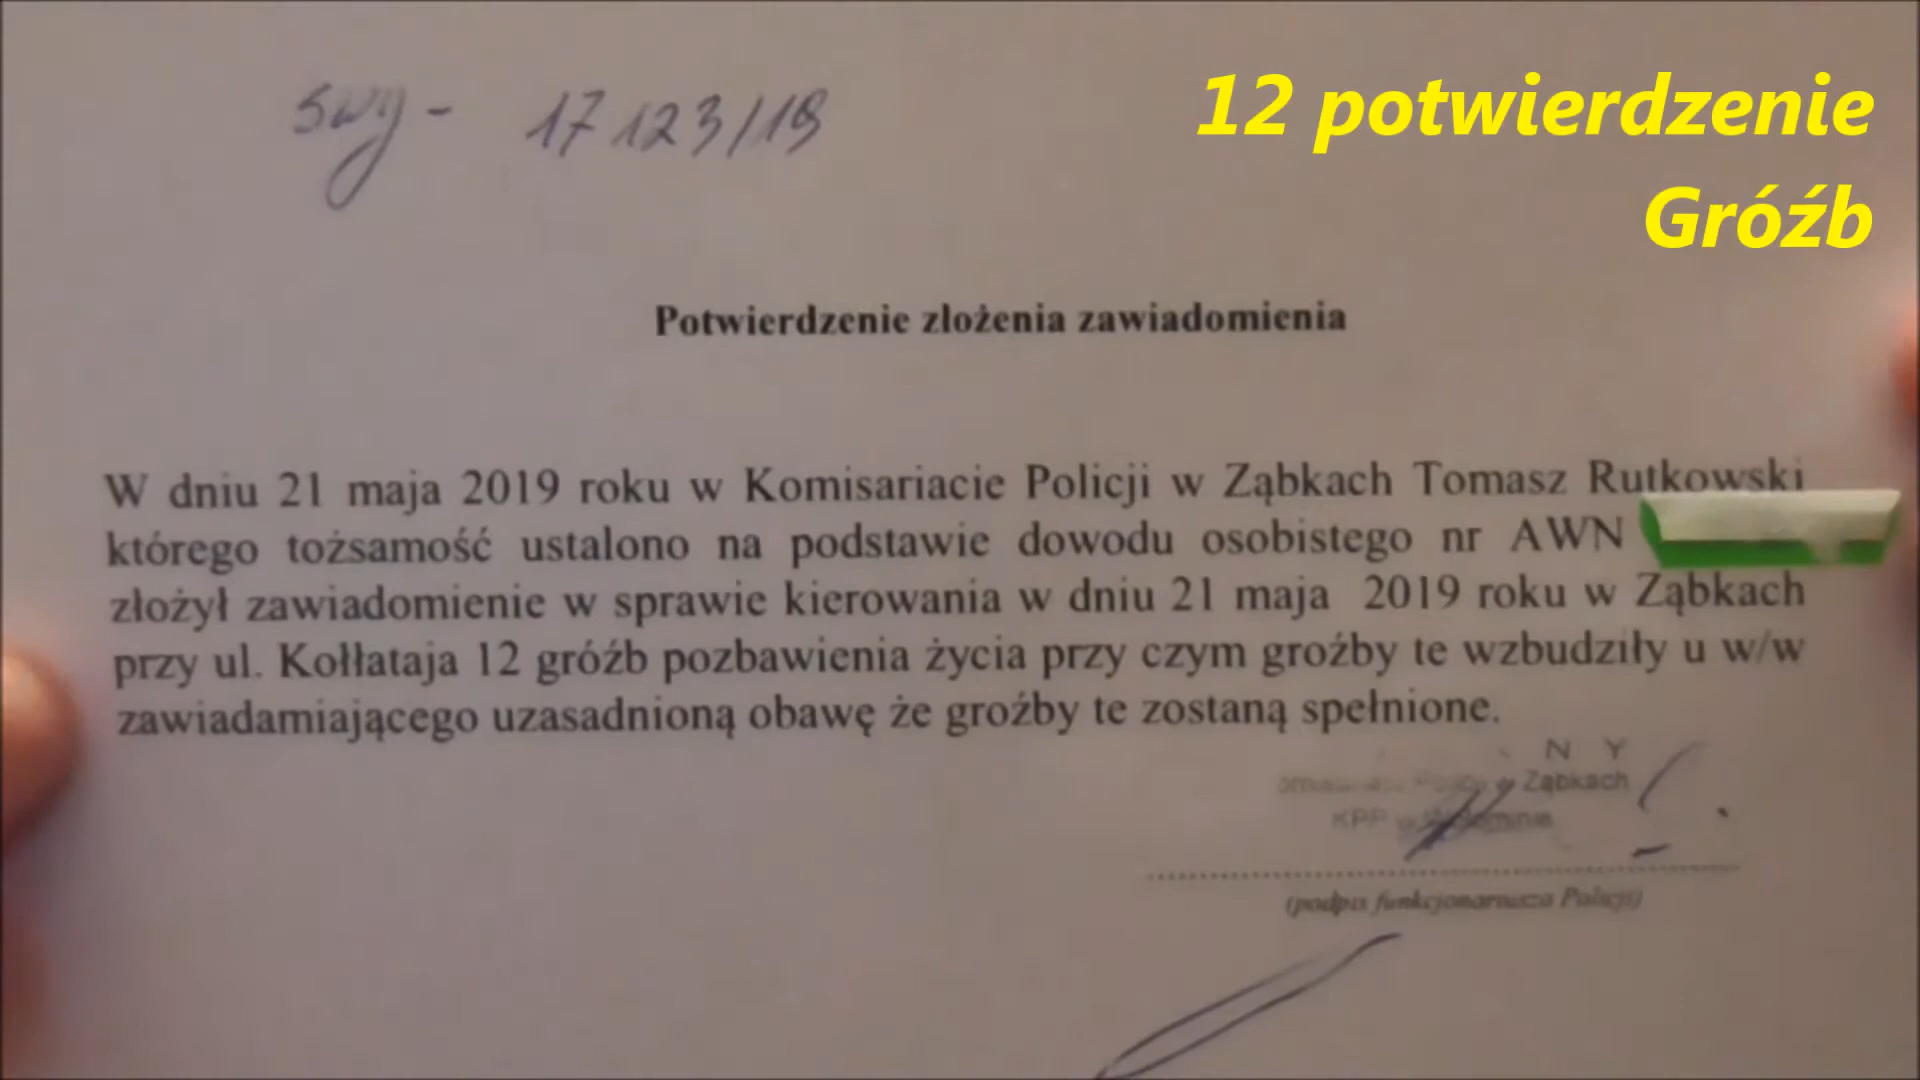 12 potwierdzenie
Gróźb
17123/19
Potwierdzenie złożenia zawiadomienia
W dniu 21 maja 2019 roku w Komisariacie Policji w Ząbkach Tomasz Rutkowski
którego tożsamość ustalono na podstawie dowodu osobistego nr AWN
złożył zawiadomienie w sprawie kierowania w dniu 21 maja 2019 roku w Ząbkach
przy ul. Kołłataja 12 gróźb pozbawienia życia przy czym groźby te wzbudziły u w/w
zawiadamiającego uzasadnioną obawę że groźby te zostaną spełnione.
N Y
Ząbkach
KPP
(podpis funkcjonariusza Policji)